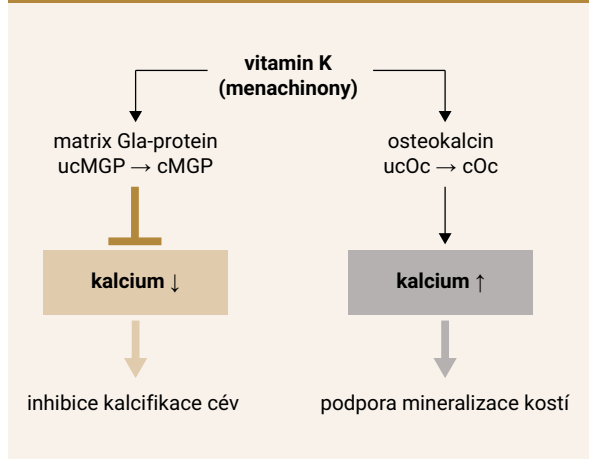 vitamin K
(menachinony)
matrix Gla-protein
ucMGP → cMGP
osteokalcin
ucOc → cOc
kalcium ↓
kalcium ↑
inhibice kalcifikace cév
podpora mineralizace kostí